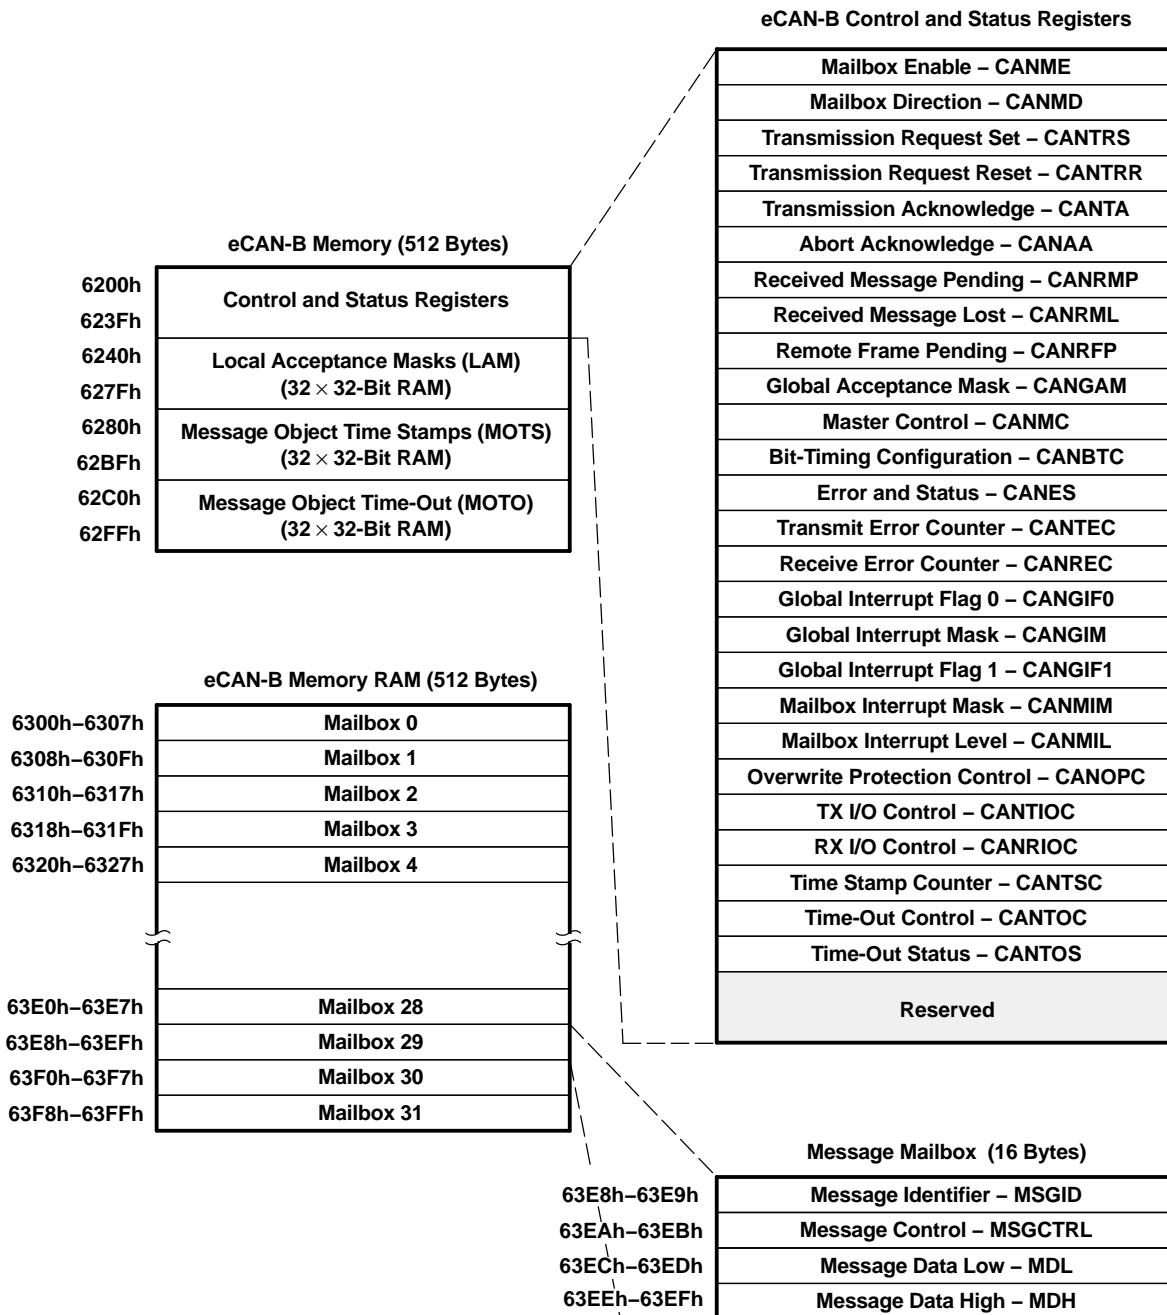 eCAN-B Control and Status Registers
Mailbox Enable – CANME
Mailbox Direction – CANMD
Transmission Request Set – CANTRS
Transmission Request Reset – CANTRR
Transmission Acknowledge – CANTA
Abort Acknowledge – CANAA
Received Message Pending – CANRMP
Received Message Lost – CANRML
Remote Frame Pending – CANRFP
Global Acceptance Mask – CANGAM
Master Control – CANMC
Bit-Timing Configuration – CANBTC
Error and Status – CANES
Transmit Error Counter – CANTEC
Receive Error Counter – CANREC
Global Interrupt Flag 0 – CANGIF0
Global Interrupt Mask – CANGIM
Global Interrupt Flag 1 – CANGIF1
Mailbox Interrupt Mask – CANMIM
Mailbox Interrupt Level – CANMIL
Overwrite Protection Control – CANOPC
TX I/O Control – CANTIOC
RX I/O Control – CANRIOC
Time Stamp Counter – CANTSC
Time-Out Control – CANTOC
Time-Out Status – CANTOS
Reserved
eCAN-B Memory (512 Bytes)
6200h
Control and Status Registers
623Fh
6240h
Local Acceptance Masks (LAM)
(32 × 32-Bit RAM)
627Fh
6280h
Message Object Time Stamps (MOTS)
(32 × 32-Bit RAM)
62BFh
62C0h
Message Object Time-Out (MOTO)
(32 × 32-Bit RAM)
62FFh
eCAN-B Memory RAM (512 Bytes)
6300h–6307h Mailbox 0
6308h–630Fh Mailbox 1
6310h–6317h Mailbox 2
6318h–631Fh Mailbox 3
6320h–6327h Mailbox 4
63E0h–63E7h Mailbox 28
63E8h–63EFh Mailbox 29
63F0h–63F7h Mailbox 30
63F8h–63FFh Mailbox 31
Message Mailbox (16 Bytes)
63E8h–63E9h Message Identifier – MSGID
63EAh–63EBh Message Control – MSGCTRL
63ECh–63EDh Message Data Low – MDL
63EEh–63EFh Message Data High – MDH